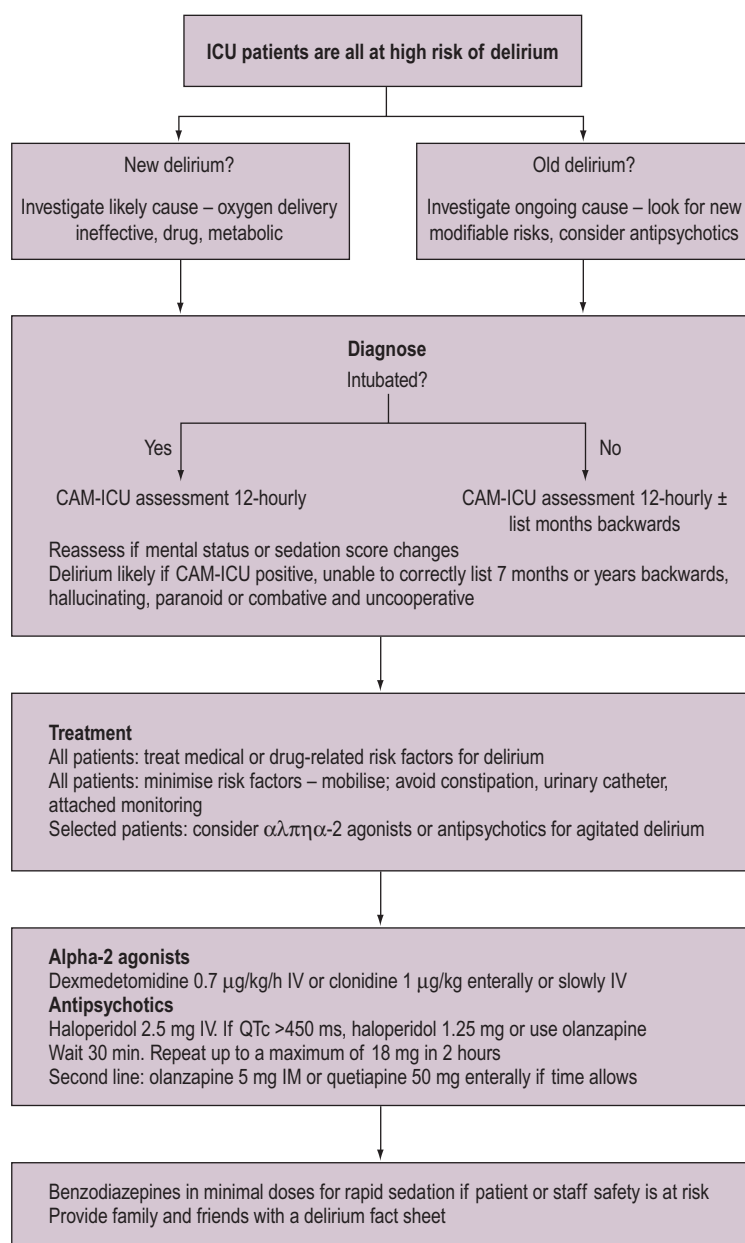 ICU patients are all at high risk of delirium
New delirium?
Investigate likely cause – oxygen delivery
ineffective, drug, metabolic
Old delirium?
Investigate ongoing cause – look for new
modifiable risks, consider antipsychotics
Diagnose
Intubated?
Yes
No
CAM-ICU assessment 12-hourly
CAM-ICU assessment 12-hourly ±
list months backwards
Reassess if mental status or sedation score changes
Delirium likely if CAM-ICU positive, unable to correctly list 7 months or years backwards,
hallucinating, paranoid or combative and uncooperative
Treatment
All patients: treat medical or drug-related risk factors for delirium
All patients: minimise risk factors – mobilise; avoid constipation, urinary catheter,
attached monitoring
Selected patients: consider αλπηα-2 agonists or antipsychotics for agitated delirium
Alpha-2 agonists
Dexmedetomidine 0.7 µg/kg/h IV or clonidine 1 µg/kg enterally or slowly IV
Antipsychotics
Haloperidol 2.5 mg IV. If QTc >450 ms, haloperidol 1.25 mg or use olanzapine
Wait 30 min. Repeat up to a maximum of 18 mg in 2 hours
Second line: olanzapine 5 mg IM or quetiapine 50 mg enterally if time allows
Benzodiazepines in minimal doses for rapid sedation if patient or staff safety is at risk
Provide family and friends with a delirium fact sheet